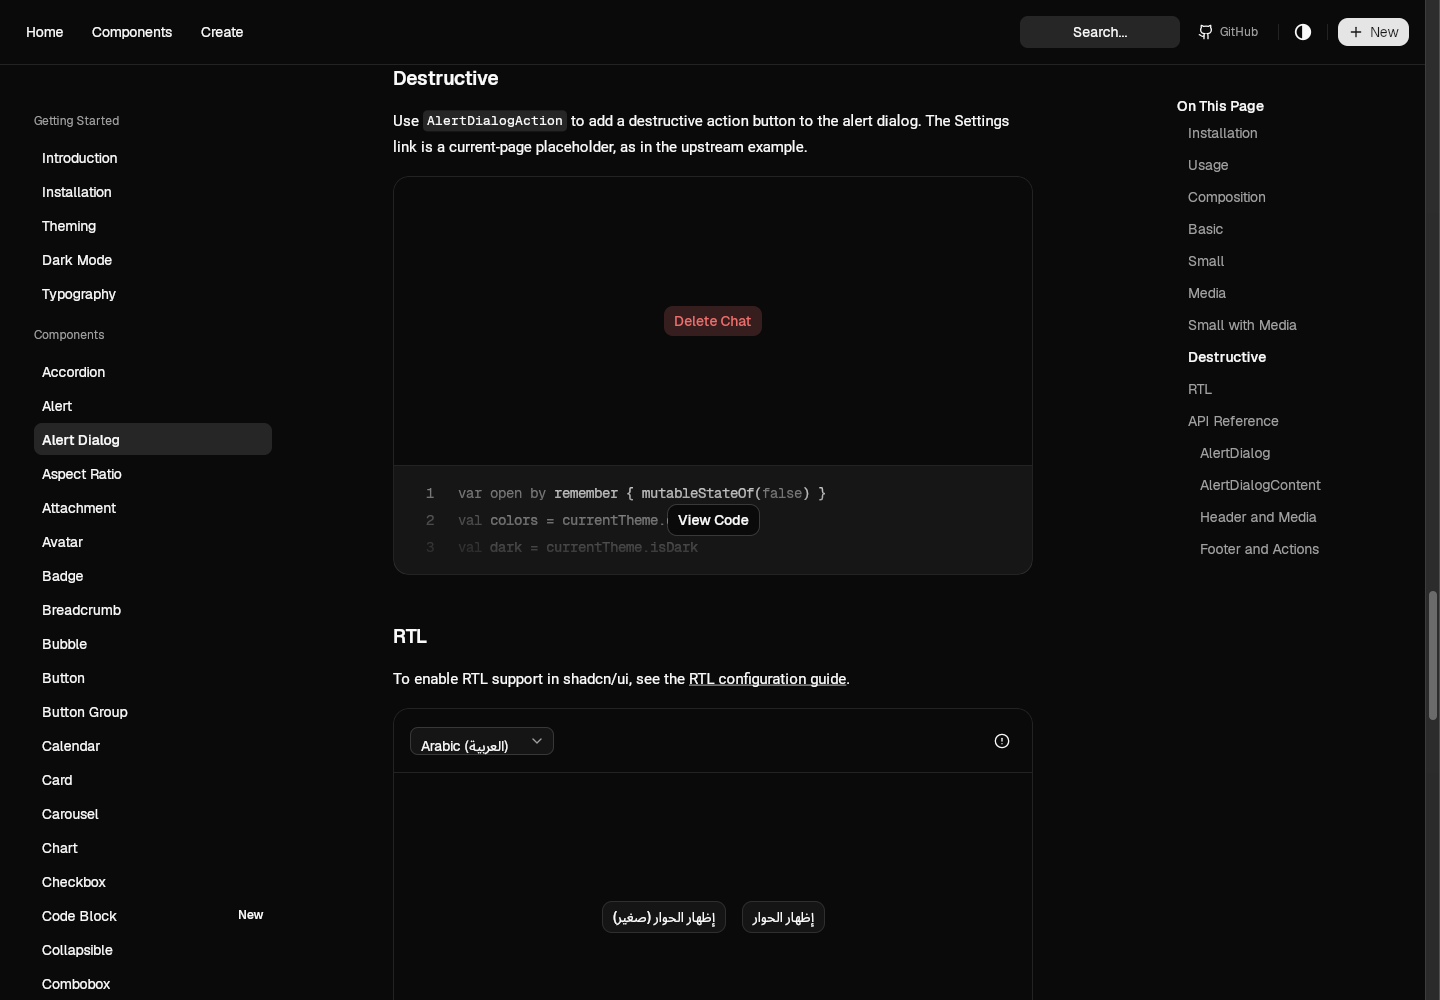 Home
Components
Create
Search...
GitHub
New
Getting Started
Introduction
Installation
Theming
Dark Mode
Typography
Components
Accordion
Alert
Alert Dialog
Aspect Ratio
Attachment
Avatar
Badge
Breadcrumb
Bubble
Button
Button Group
Calendar
Card
Carousel
Chart
Checkbox
Code Block New
Collapsible
Combobox
Destructive
Use AlertDialogAction to add a destructive action button to the alert dialog. The Settings
link is a current-page placeholder, as in the upstream example.
Delete Chat
1 var open by remember { mutableStateOf(false) }
2 val colors = currentTheme.
View Code
3 val dark = currentTheme.isDark
RTL
To enable RTL support in shadcn/ui, see the RTL configuration guide.
Arabic (العربية)
إظهار الحوار (صغير)
إظهار الحوار
On This Page
Installation
Usage
Composition
Basic
Small
Media
Small with Media
Destructive
RTL
API Reference
AlertDialog
AlertDialogContent
Header and Media
Footer and Actions